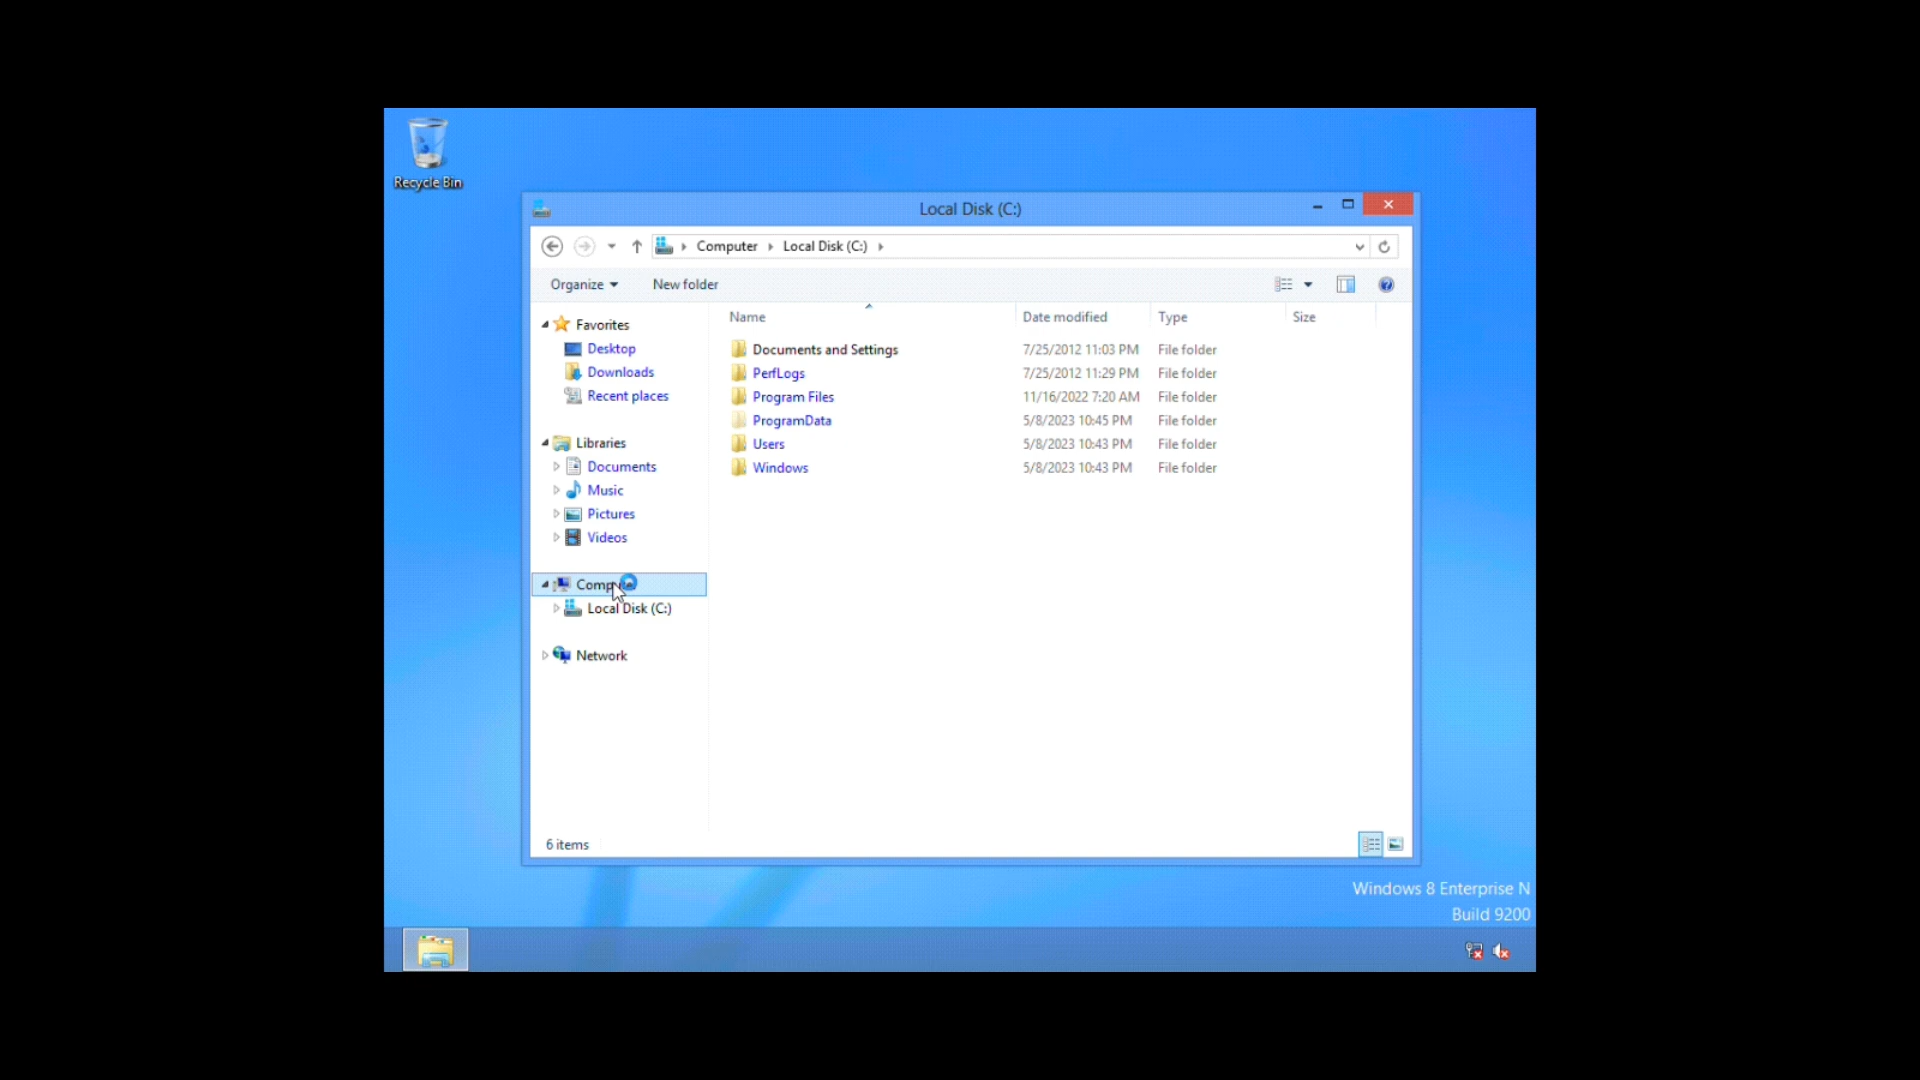 Recycle Bin
Local Disk (C:)
Computer Local Disk (C:)
Organize New folder
Name Date modified Type Size
Favorites
Desktop
Downloads
Recent places
Libraries
Documents
Music
Pictures
Videos
Local Disk (C:)
Network
Documents and Settings 7/25/2012 11:03 PM File folder
PerfLogs 7/25/2012 11:29 PM File folder
Program Files 11/16/2022 7:20 AM File folder
ProgramData 5/8/2023 10:45 PM File folder
Users 5/8/2023 10:43 PM File folder
Windows 5/8/2023 10:43 PM File folder
6 items
Windows 8 Enterprise N
Build 9200